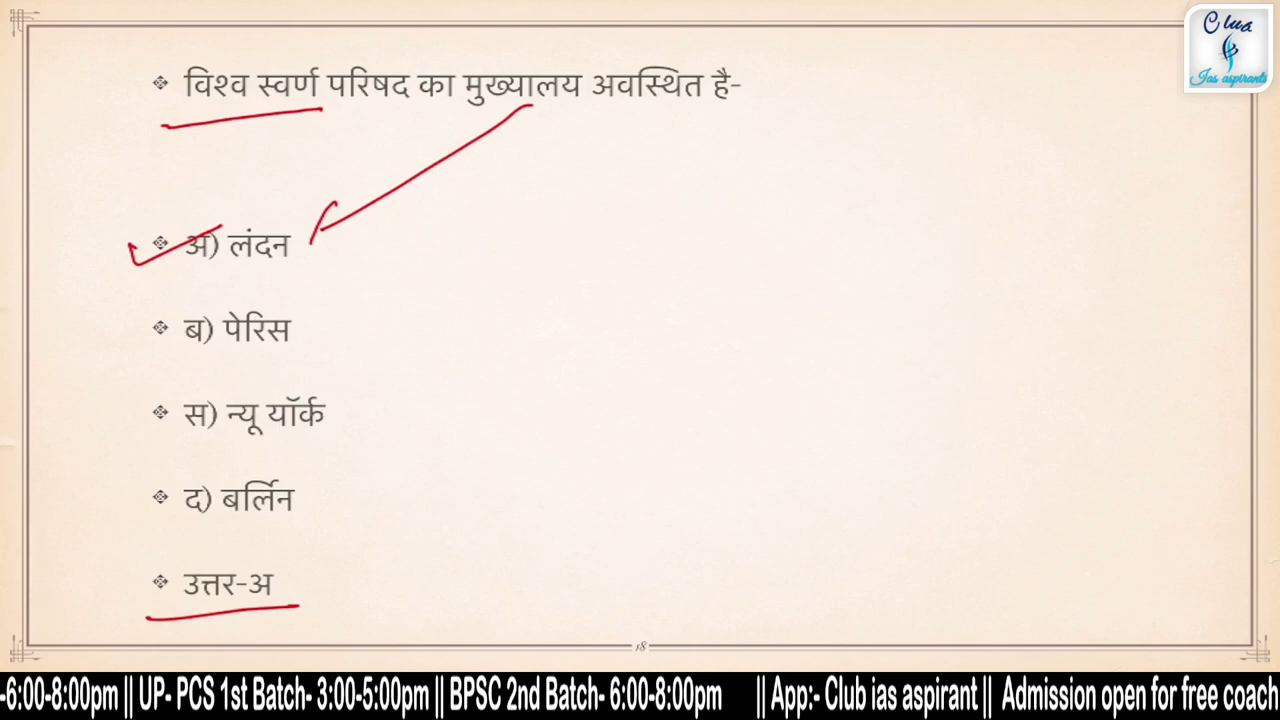 Clua
Ias aspirants
विश्व स्वर्ण परिषद का मुख्यालय अवस्थित है-
अ) लंदन
ब) पेरिस
स) न्यू यॉर्क
द) बर्लिन
उत्तर-अ
18
-6:00-8:00pm || UP- PCS 1st Batch- 3:00-5:00pm || BPSC 2nd Batch- 6:00-8:00pm || App:- Club ias aspirant || Admission open for free coach